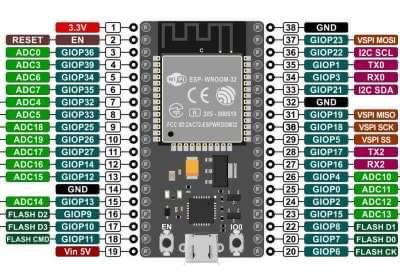 3.3V 1
RESET EN 2
ADC0 GIOP36 3
ADC3 GIOP39 4
ADC6 GIOP34 5
ADC7 GIOP35 6
ADC4 GIOP32 7
ADC5 GIOP33 8
ADC18 GIOP25 9
ADC19 GIOP26 10
ADC17 GIOP27 11
ADC16 GIOP14 12
ADC15 GIOP12 13
GND 14
ADC14 GIOP13 15
FLASH D2 GIOP9 16
FLASH D3 GIOP10 17
FLASH CMD GIOP11 18
Vin 5V 19
WiFi ESP-WROOM-32
CE
FCC ID:2AC7Z-ESPWROOM32
EN
IO0
GND
GIOP23 VSPI MOSI
GIOP22 I2C SCL
35 GIOP1 TX0
34 GIOP3 RX0
33 GIOP21 I2C SDA
32 GND
31 GIOP19 VSPI MISO
30 GIOP18 VSPI SCK
29 GIOP5 VSPI SS
28 GIOP17 TX2
27 GIOP16 RX2
26 GIOP4 ADC10
25 GIOP0 ADC11
24 GIOP2 ADC12
23 GIOP15 ADC13
22 GIOP8 FLASH D1
21 GIOP7 FLASH D0
20 GIOP6 FLASH CK